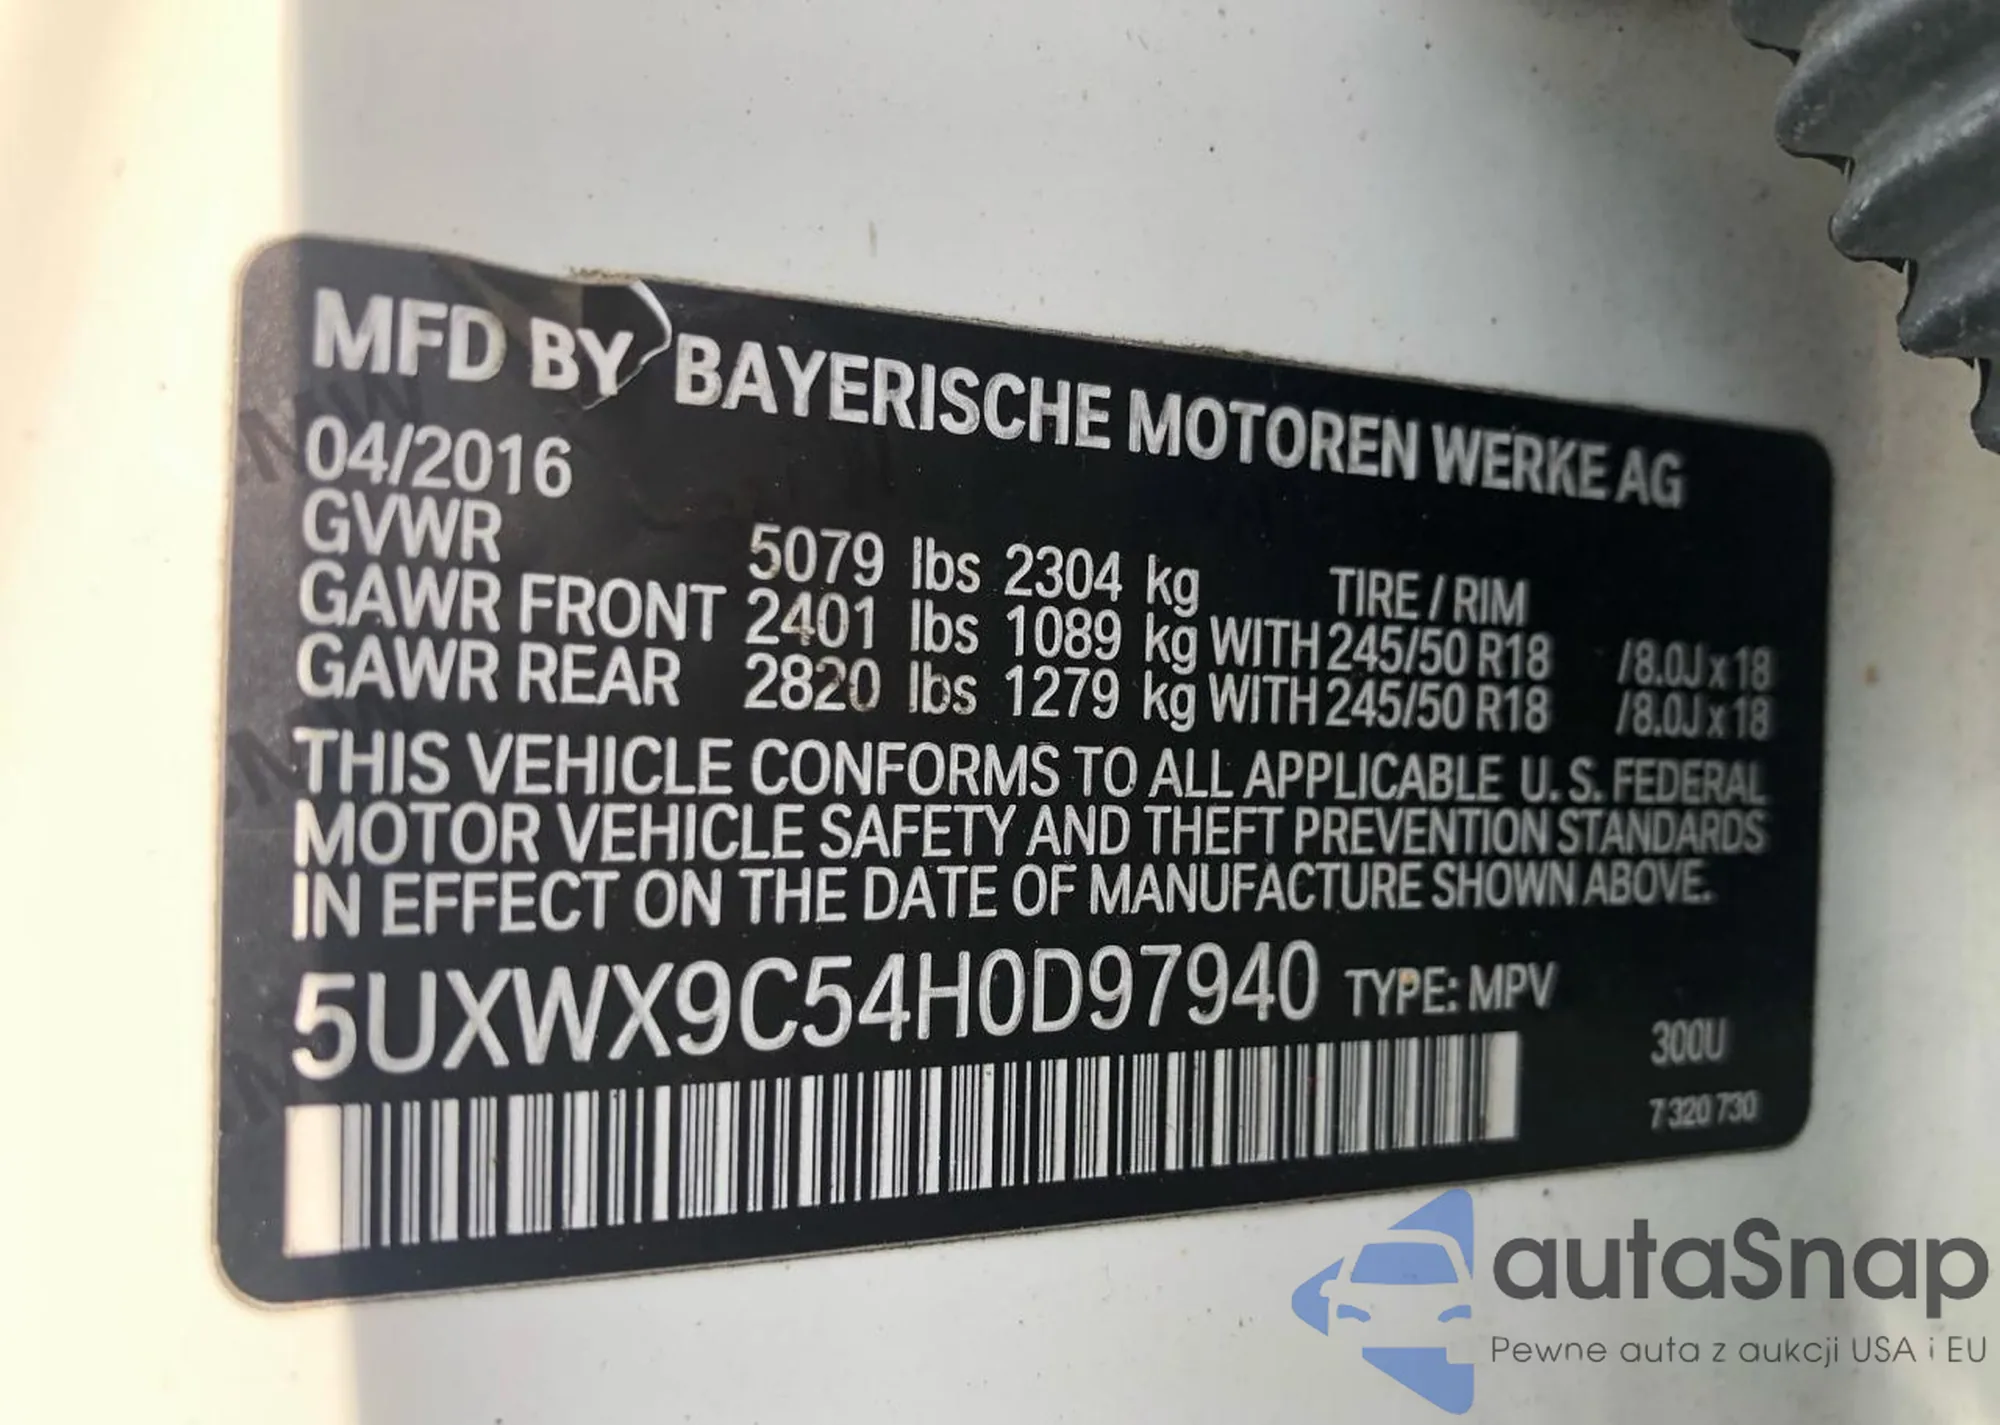 MFD BY BAYERISCHE MOTOREN WERKE AG
04/2016
GVWR 5079 lbs 2304 kg TIRE / RIM
GAWR FRONT 2401 lbs 1089 kg WITH 245/50 R18 /8.0J x 18
GAWR REAR 2820 lbs 1279 kg WITH 245/50 R18 /8.0J x 18
THIS VEHICLE CONFORMS TO ALL APPLICABLE U. S. FEDERAL
MOTOR VEHICLE SAFETY AND THEFT PREVENTION STANDARDS
IN EFFECT ON THE DATE OF MANUFACTURE SHOWN ABOVE.
5UXWX9C54H0D97940 TYPE: MPV
300U
7 320 730
autaSnap
Pewne auta z aukcji USA i EU